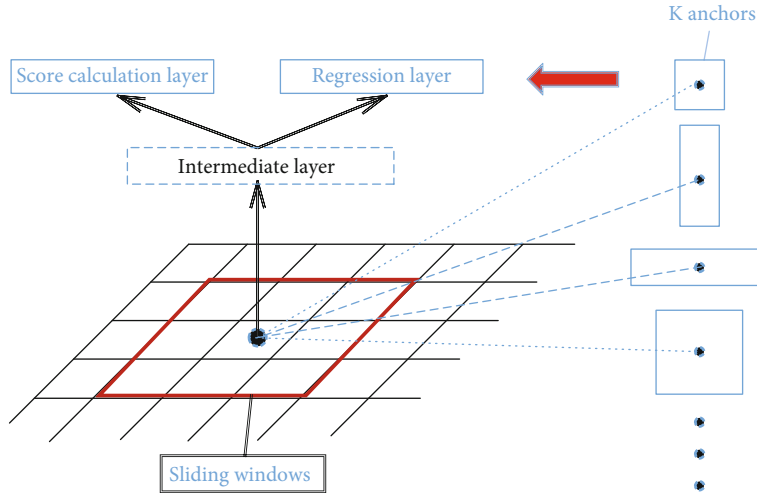 K anchors
Score calculation layer
Regression layer
Intermediate layer
Sliding windows